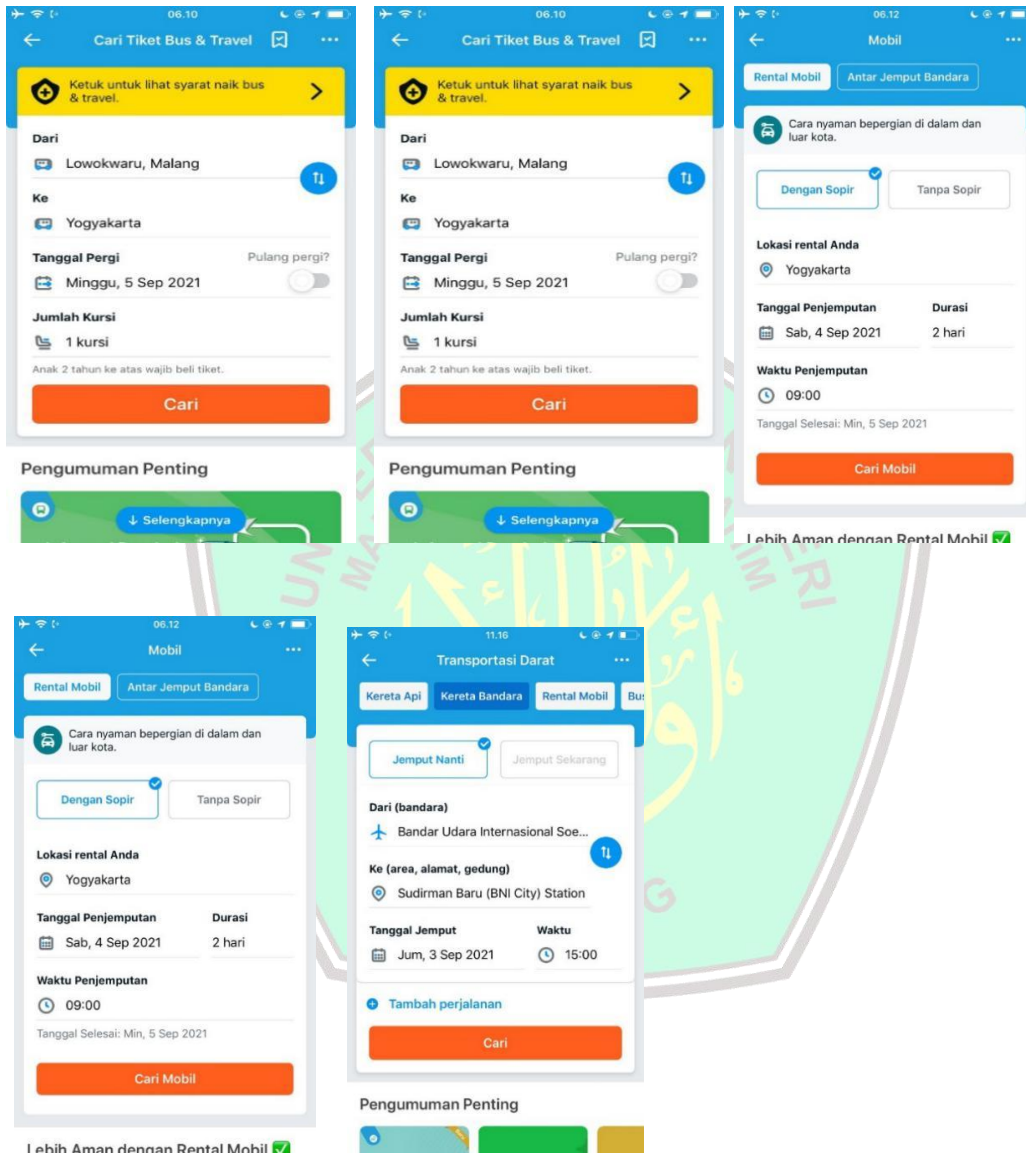 06.10
Cari Tiket Bus & Travel
Ketuk untuk lihat syarat naik bus
& travel.
Dari
Lowokwaru, Malang
Ke
Yogyakarta
Tanggal Pergi Pulang pergi?
Minggu, 5 Sep 2021
Jumlah Kursi
1 kursi
Anak 2 tahun ke atas wajib beli tiket.
Cari
Pengumuman Penting
Selengkapnya
06.10
Cari Tiket Bus & Travel
Ketuk untuk lihat syarat naik bus
& travel.
Dari
Lowokwaru, Malang
Ke
Yogyakarta
Tanggal Pergi Pulang pergi?
Minggu, 5 Sep 2021
Jumlah Kursi
1 kursi
Anak 2 tahun ke atas wajib beli tiket.
Cari
Pengumuman Penting
Selengkapnya
06.12
Mobil
Rental Mobil Antar Jemput Bandara
Cara nyaman bepergian di dalam dan
luar kota.
Dengan Sopir Tanpa Sopir
Lokasi rental Anda
Yogyakarta
Tanggal Penjemputan Durasi
Sab, 4 Sep 2021 2 hari
Waktu Penjemputan
09:00
Tanggal Selesai: Min, 5 Sep 2021
Cari Mobil
Lebih Aman dengan Rental Mobil
06.12
Mobil
Rental Mobil Antar Jemput Bandara
Cara nyaman bepergian di dalam dan
luar kota.
Dengan Sopir Tanpa Sopir
Lokasi rental Anda
Yogyakarta
Tanggal Penjemputan Durasi
Sab, 4 Sep 2021 2 hari
Waktu Penjemputan
09:00
Tanggal Selesai: Min, 5 Sep 2021
Cari Mobil
Lebih Aman dengan Rental Mobil
11.16
Transportasi Darat
Kereta Api Kereta Bandara Rental Mobil Bus
Jemput Nanti Jemput Sekarang
Dari (bandara)
Bandar Udara Internasional Soe...
Ke (area, alamat, gedung)
Sudirman Baru (BNI City) Station
Tanggal Jemput Waktu
Jum, 3 Sep 2021 15:00
Tambah perjalanan
Cari
Pengumuman Penting